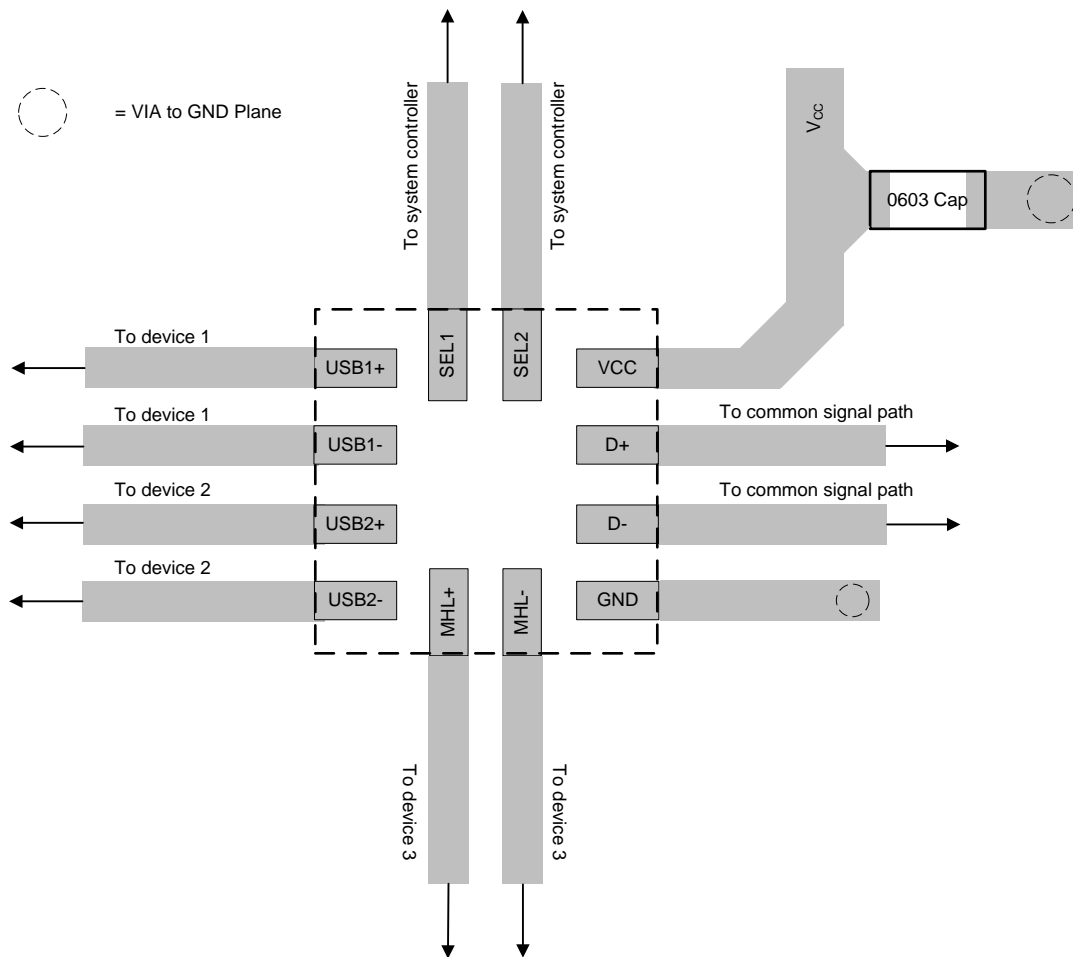 = VIA to GND Plane
To system controller
To system controller
VCC
0603 Cap
To device 1
USB1+
SEL1
SEL2
VCC
To device 1
USB1-
To common signal path
D+
To device 2
USB2+
To common signal path
D-
To device 2
USB2-
MHL+
MHL-
GND
To device 3
To device 3